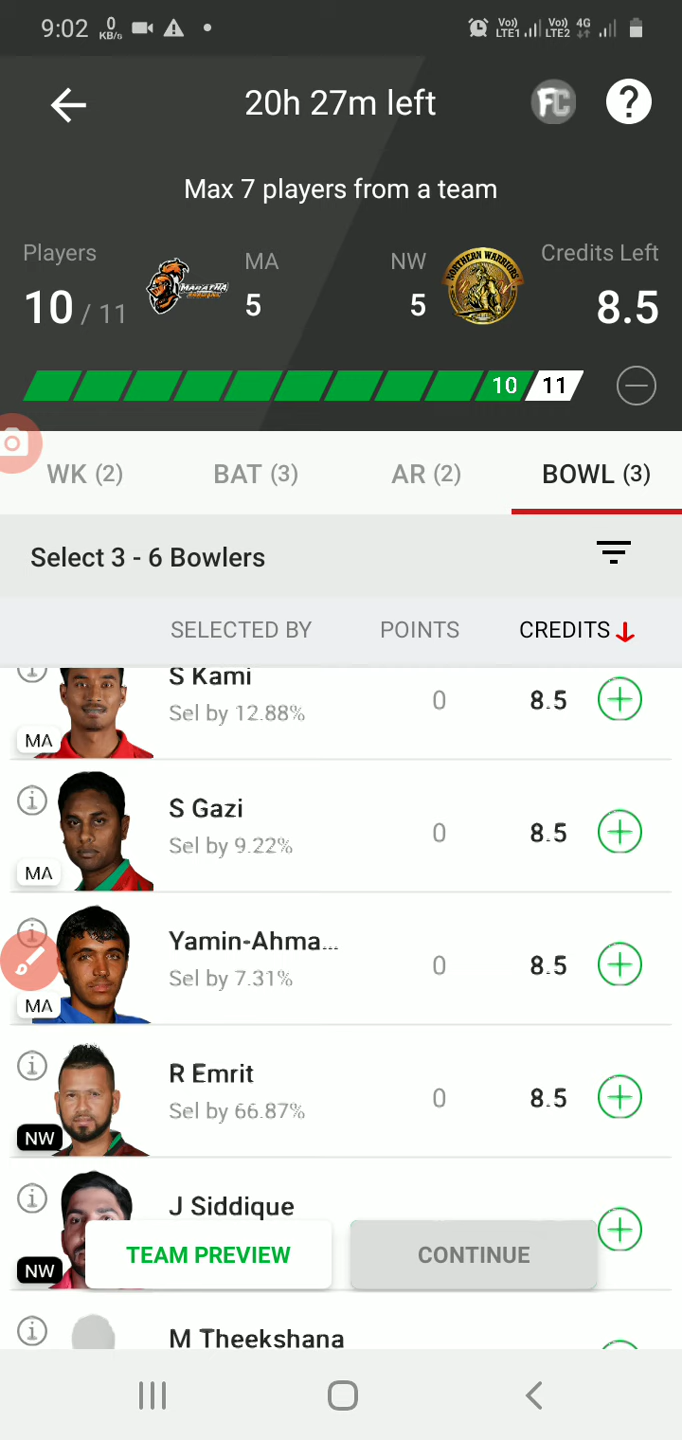 9:02 0 KB/s Vo) LTE1 Vo) LTE2 4G
20h 27m left FC ?
Max 7 players from a team
Players MA NW Credits Left
10 / 11 MARATHA 5 5 NORTHERN WARRIORS 8.5
10 11
WK (2) BAT (3) AR (2) BOWL (3)
Select 3 - 6 Bowlers
SELECTED BY POINTS CREDITS
S Kami
Sel by 12.88% 0 8.5
MA
S Gazi
Sel by 9.22% 0 8.5
MA
Yamin-Ahma...
Sel by 7.31% 0 8.5
MA
R Emrit
Sel by 66.87% 0 8.5
NW
J Siddique
NW TEAM PREVIEW CONTINUE
M Theekshana